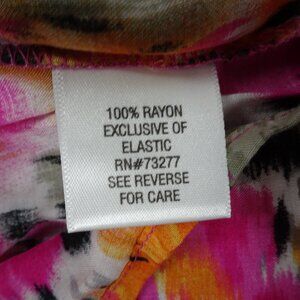 100% RAYON
EXCLUSIVE OF
ELASTIC
RN#73277
SEE REVERSE
FOR CARE